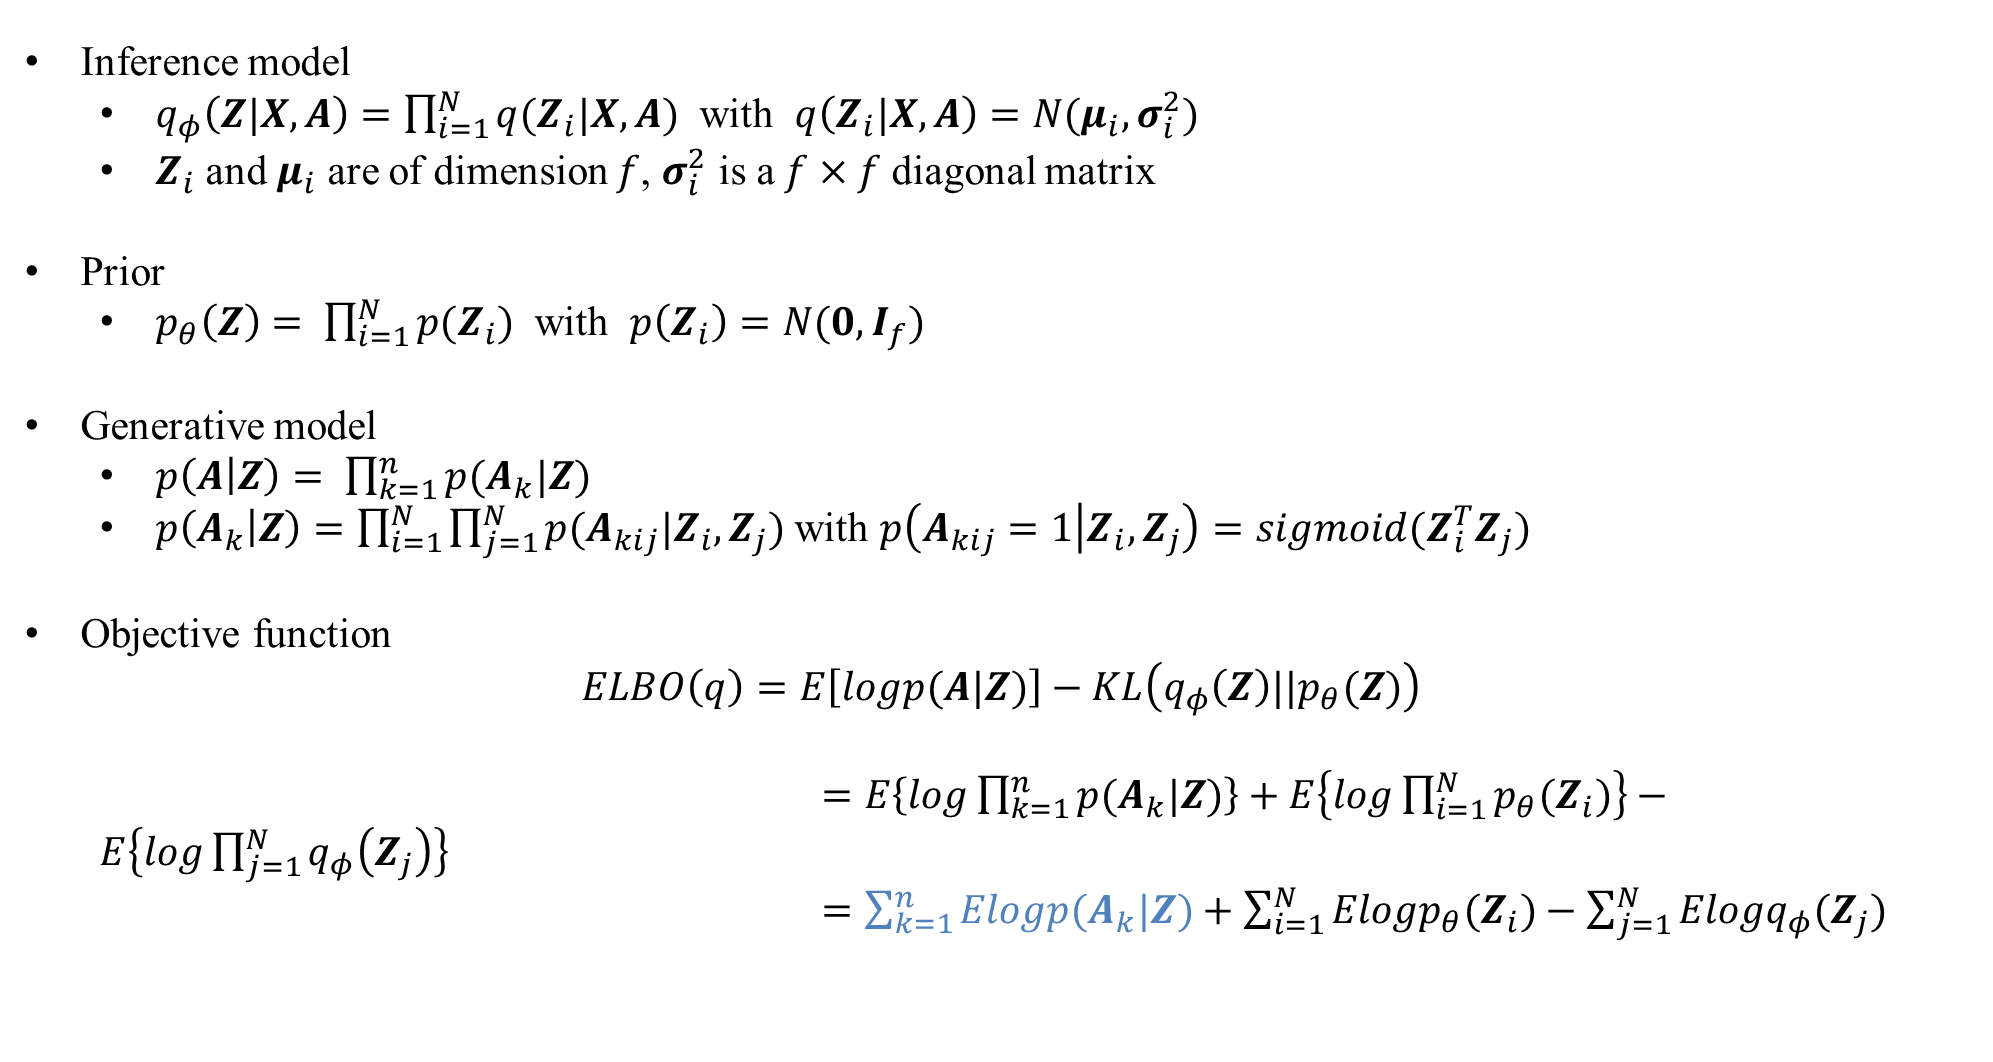 • Inference model
• q_ϕ(Z|X, A) = ∏_{i=1}^{N} q(Z_i|X, A) with q(Z_i|X, A) = N(μ_i, σ_i^2)
• Z_i and μ_i are of dimension f, σ_i^2 is a f × f diagonal matrix
• Prior
• p_θ(Z) = ∏_{i=1}^{N} p(Z_i) with p(Z_i) = N(0, I_f)
• Generative model
• p(A|Z) = ∏_{k=1}^{n} p(A_k|Z)
• p(A_k|Z) = ∏_{i=1}^{N} ∏_{j=1}^{N} p(A_{kij}|Z_i, Z_j) with p(A_{kij} = 1|Z_i, Z_j) = sigmoid(Z_i^T Z_j)
• Objective function
ELBO(q) = E[logp(A|Z)] − KL(q_ϕ(Z)||p_θ(Z))
= E{log ∏_{k=1}^{n} p(A_k|Z)} + E{log ∏_{i=1}^{N} p_θ(Z_i)} −
E{log ∏_{j=1}^{N} q_ϕ(Z_j)}
= ∑_{k=1}^{n} Elogp(A_k|Z) + ∑_{i=1}^{N} Elogp_θ(Z_i) − ∑_{j=1}^{N} Elogq_ϕ(Z_j)